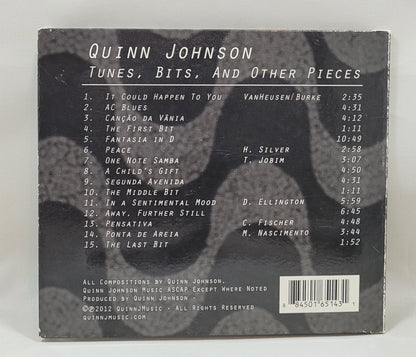 Quinn Johnson
Tunes, Bits, And Other Pieces
1. It Could Happen To You VanHeusen/Burke 2:35
2. AC Blues 4:31
3. Canção da Vânia 4:12
4. The First Bit 1:11
5. Fantasia in D 10:49
6. Peace H. Silver 2:58
7. One Note Samba T. Jobim 3:07
8. A Child's Gift 4:50
9. Segunda Avenida 4:31
10. The Middle Bit 1:11
11. In a Sentimental Mood D. Ellington 5:59
12. Away, Further Still 6:45
13. Pensativa C. Fischer 4:48
14. Ponta de Areia M. Nascimento 3:44
15. The Last Bit 1:52
All Compositions by Quinn Johnson,
Quinn Johnson Music ASCAP, Except Where Noted
Produced by Quinn Johnson -
©℗2012 QuinnJMusic - All Rights Reserved
quinnjmusic.com
8 84501 65143 1